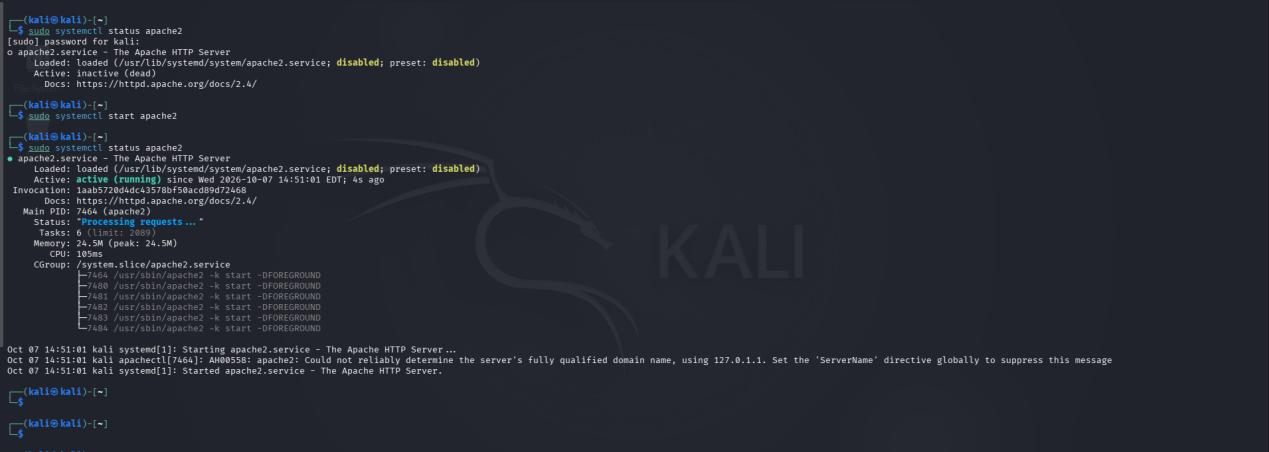 ┌──(kali㉿kali)-[~]
└─$ sudo systemctl status apache2
[sudo] password for kali:
○ apache2.service - The Apache HTTP Server
     Loaded: loaded (/usr/lib/systemd/system/apache2.service; disabled; preset: disabled)
     Active: inactive (dead)
       Docs: https://httpd.apache.org/docs/2.4/
┌──(kali㉿kali)-[~]
└─$ sudo systemctl start apache2
┌──(kali㉿kali)-[~]
└─$ sudo systemctl status apache2
● apache2.service - The Apache HTTP Server
     Loaded: loaded (/usr/lib/systemd/system/apache2.service; disabled; preset: disabled)
     Active: active (running) since Wed 2026-10-07 14:51:01 EDT; 4s ago
 Invocation: 1aab5720d4dc43578bf50acd89d72468
       Docs: https://httpd.apache.org/docs/2.4/
   Main PID: 7464 (apache2)
     Status: "Processing requests..."
      Tasks: 6 (limit: 2089)
     Memory: 24.5M (peak: 24.5M)
        CPU: 105ms
     CGroup: /system.slice/apache2.service
             ├─7464 /usr/sbin/apache2 -k start -DFOREGROUND
             ├─7480 /usr/sbin/apache2 -k start -DFOREGROUND
             ├─7481 /usr/sbin/apache2 -k start -DFOREGROUND
             ├─7482 /usr/sbin/apache2 -k start -DFOREGROUND
             ├─7483 /usr/sbin/apache2 -k start -DFOREGROUND
             └─7484 /usr/sbin/apache2 -k start -DFOREGROUND
KALI
Oct 07 14:51:01 kali systemd[1]: Starting apache2.service - The Apache HTTP Server...
Oct 07 14:51:01 kali apachectl[7464]: AH00558: apache2: Could not reliably determine the server's fully qualified domain name, using 127.0.1.1. Set the 'ServerName' directive globally to suppress this message
Oct 07 14:51:01 kali systemd[1]: Started apache2.service - The Apache HTTP Server.
┌──(kali㉿kali)-[~]
└─$
┌──(kali㉿kali)-[~]
└─$